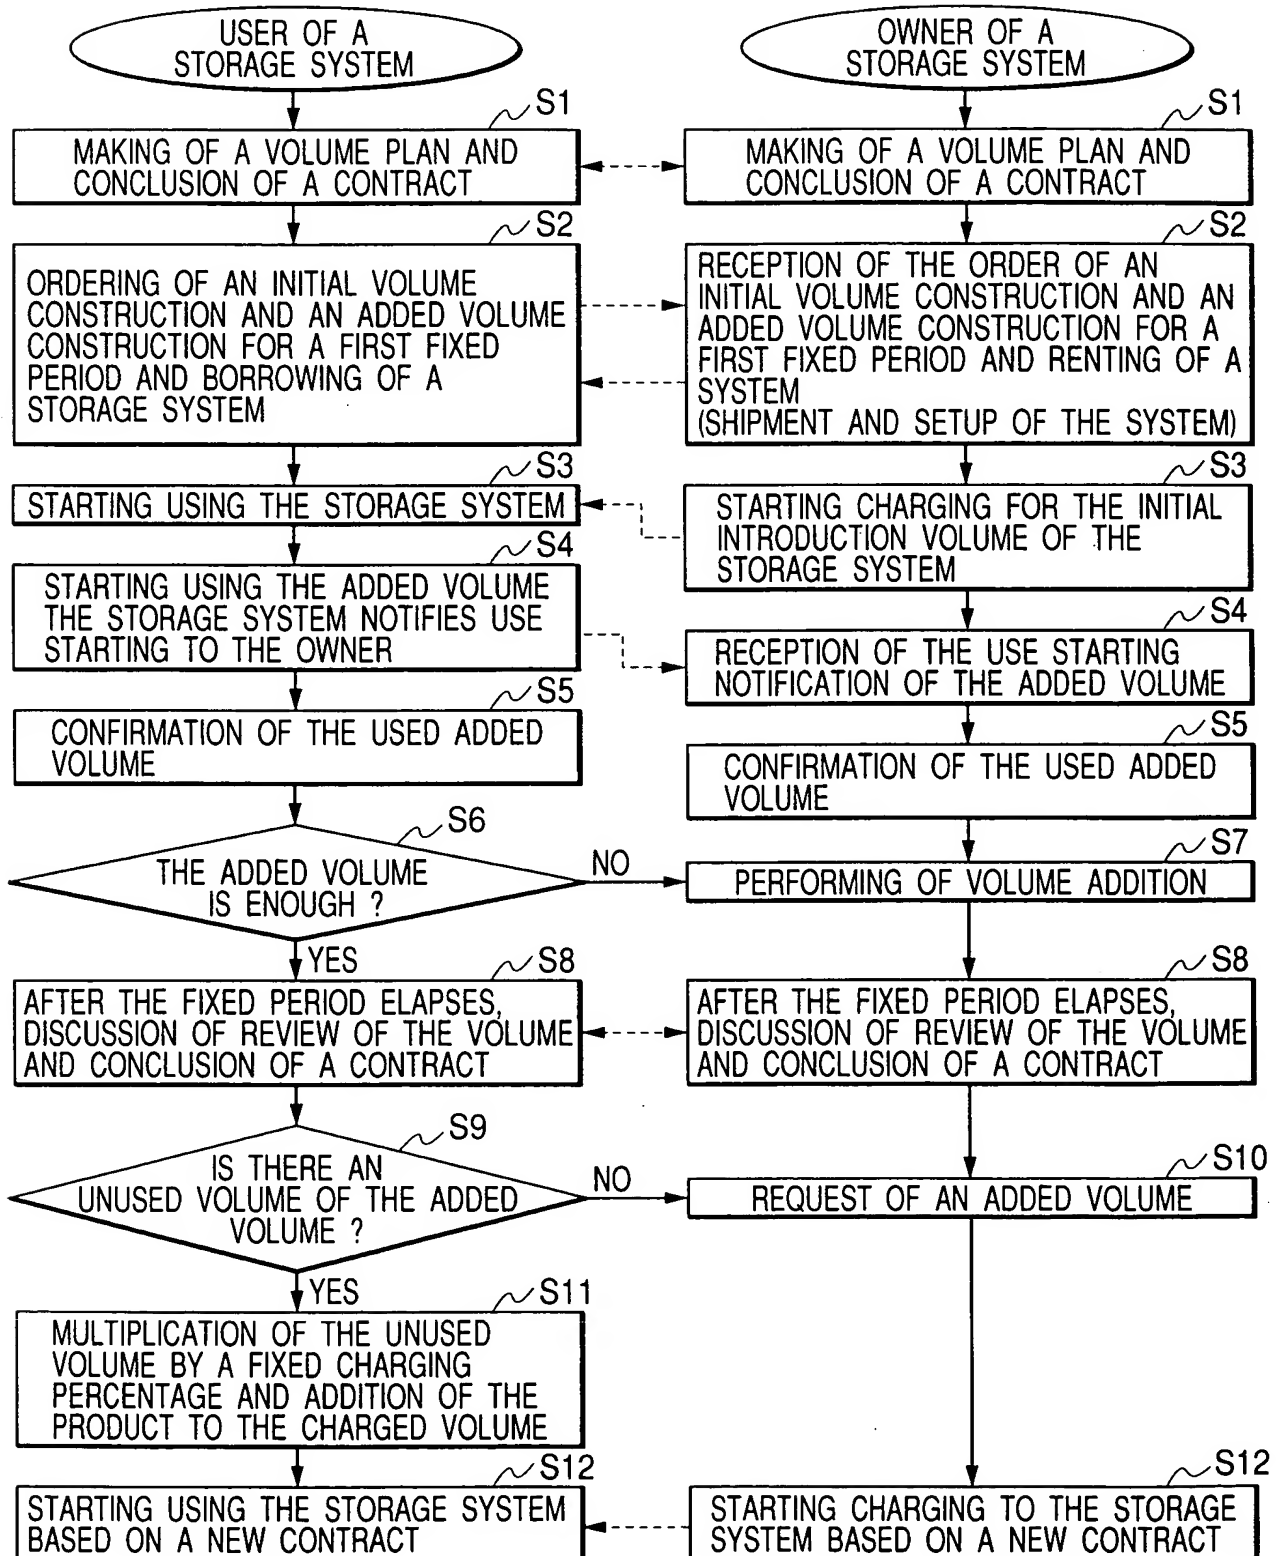 USER OF A
STORAGE SYSTEM
OWNER OF A
STORAGE SYSTEM
S1
MAKING OF A VOLUME PLAN AND
CONCLUSION OF A CONTRACT
S1
MAKING OF A VOLUME PLAN AND
CONCLUSION OF A CONTRACT
S2
ORDERING OF AN INITIAL VOLUME
CONSTRUCTION AND AN ADDED VOLUME
CONSTRUCTION FOR A FIRST FIXED
PERIOD AND BORROWING OF A
STORAGE SYSTEM
S2
RECEPTION OF THE ORDER OF AN
INITIAL VOLUME CONSTRUCTION AND AN
ADDED VOLUME CONSTRUCTION FOR A
FIRST FIXED PERIOD AND RENTING OF A
SYSTEM
(SHIPMENT AND SETUP OF THE SYSTEM)
S3
STARTING USING THE STORAGE SYSTEM
S3
STARTING CHARGING FOR THE INITIAL
INTRODUCTION VOLUME OF THE
STORAGE SYSTEM
S4
STARTING USING THE ADDED VOLUME
THE STORAGE SYSTEM NOTIFIES USE
STARTING TO THE OWNER
S4
RECEPTION OF THE USE STARTING
NOTIFICATION OF THE ADDED VOLUME
S5
CONFIRMATION OF THE USED ADDED
VOLUME
S5
CONFIRMATION OF THE USED ADDED
VOLUME
S6
THE ADDED VOLUME
IS ENOUGH ?
NO
YES
S7
PERFORMING OF VOLUME ADDITION
S8
AFTER THE FIXED PERIOD ELAPSES,
DISCUSSION OF REVIEW OF THE VOLUME
AND CONCLUSION OF A CONTRACT
S8
AFTER THE FIXED PERIOD ELAPSES,
DISCUSSION OF REVIEW OF THE VOLUME
AND CONCLUSION OF A CONTRACT
S9
IS THERE AN
UNUSED VOLUME OF THE ADDED
VOLUME ?
NO
YES
S10
REQUEST OF AN ADDED VOLUME
S11
MULTIPLICATION OF THE UNUSED
VOLUME BY A FIXED CHARGING
PERCENTAGE AND ADDITION OF THE
PRODUCT TO THE CHARGED VOLUME
S12
STARTING USING THE STORAGE SYSTEM
BASED ON A NEW CONTRACT
S12
STARTING CHARGING TO THE STORAGE
SYSTEM BASED ON A NEW CONTRACT